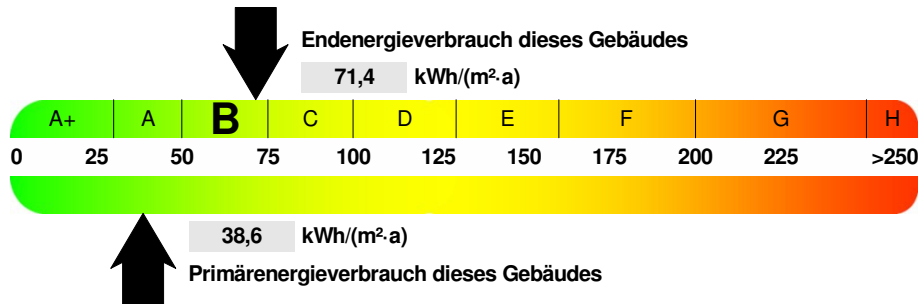 Endenergieverbrauch dieses Gebäudes
71,4 kWh/(m²·a)
A+ A B C D E F G H
0 25 50 75 100 125 150 175 200 225 >250
38,6 kWh/(m²·a)
Primärenergieverbrauch dieses Gebäudes